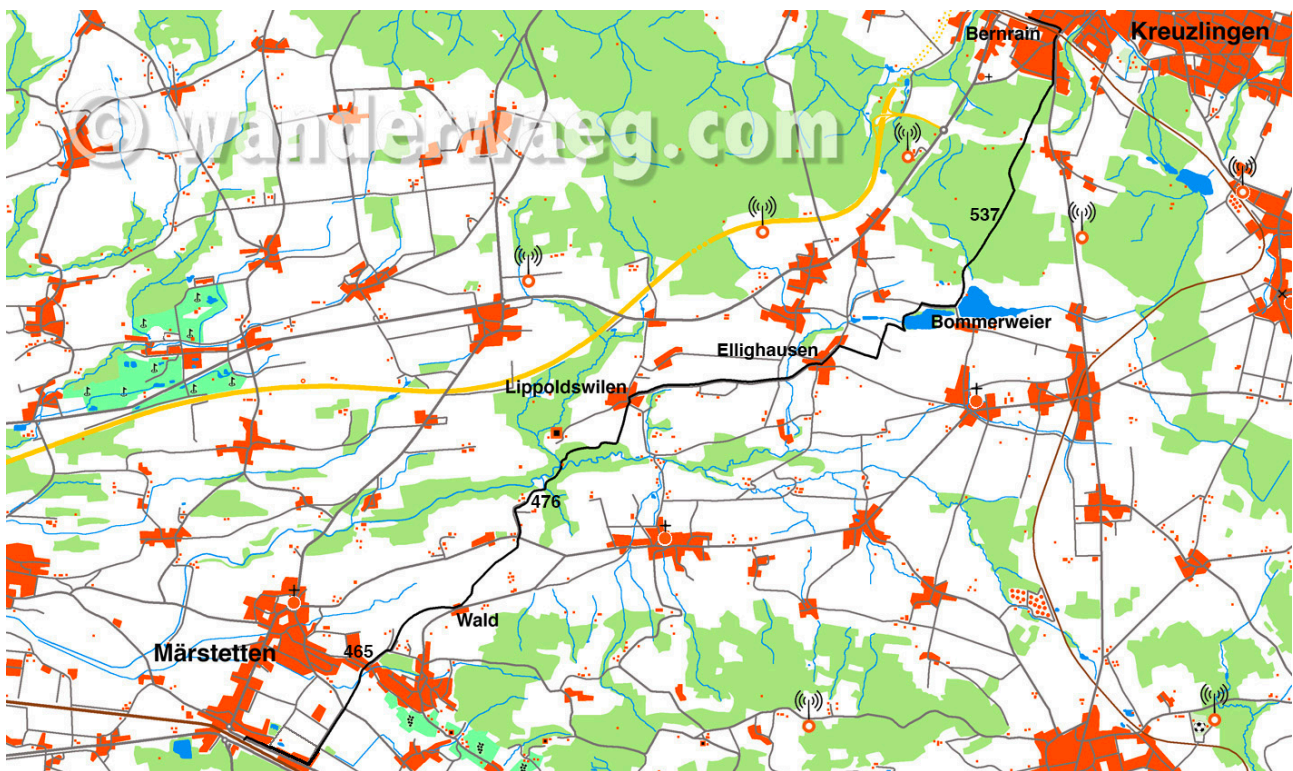 Bernrain
Kreuzlingen
© wanderwaeg.com
537
Bommerweier
Ellighausen
Lippoldswilen
476
Wald
465
Märstetten